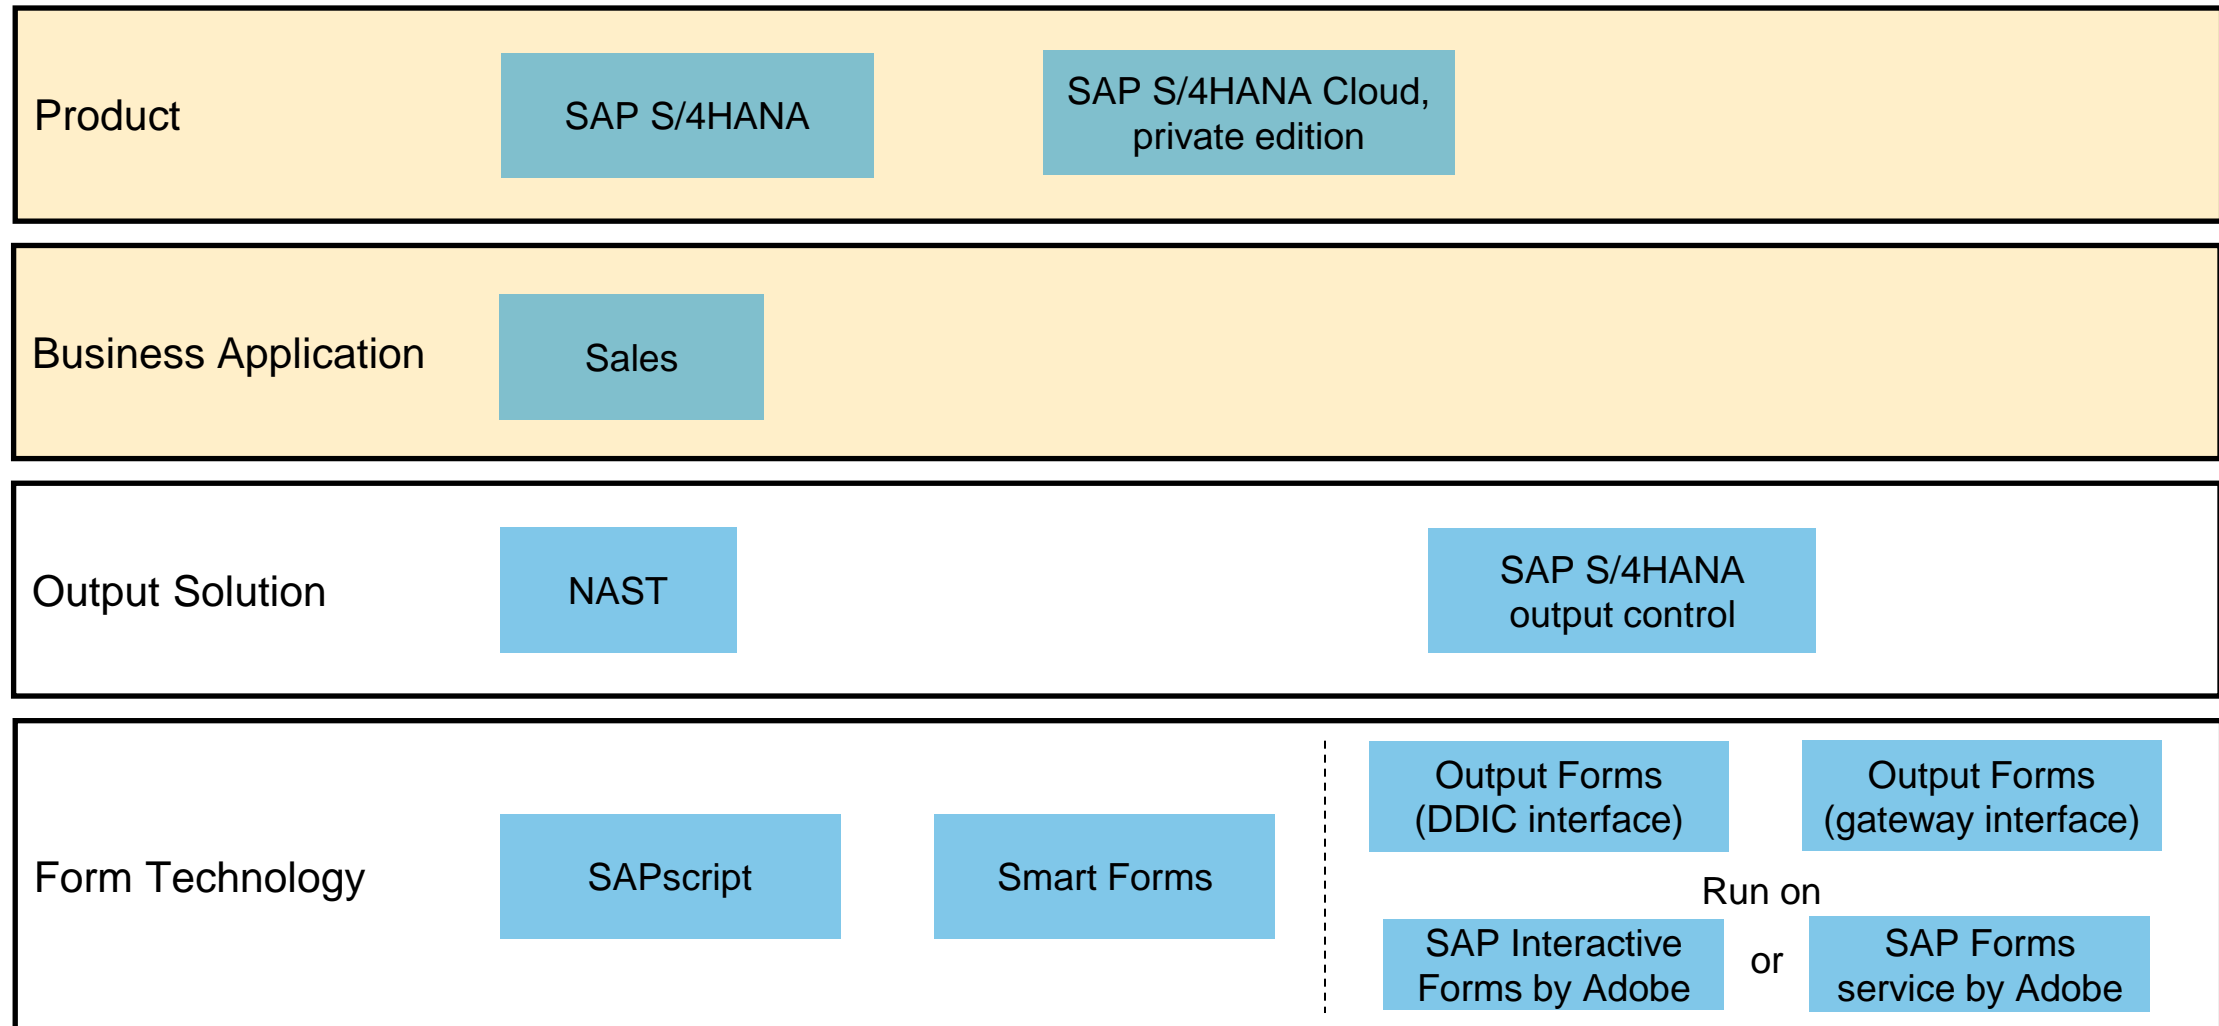 Product
SAP S/4HANA
SAP S/4HANA Cloud,
private edition
Business Application
Sales
Output Solution
NAST
SAP S/4HANA
output control
Form Technology
SAPscript
Smart Forms
Output Forms
(DDIC interface)
Output Forms
(gateway interface)
Run on
SAP Interactive
Forms by Adobe
or
SAP Forms
service by Adobe